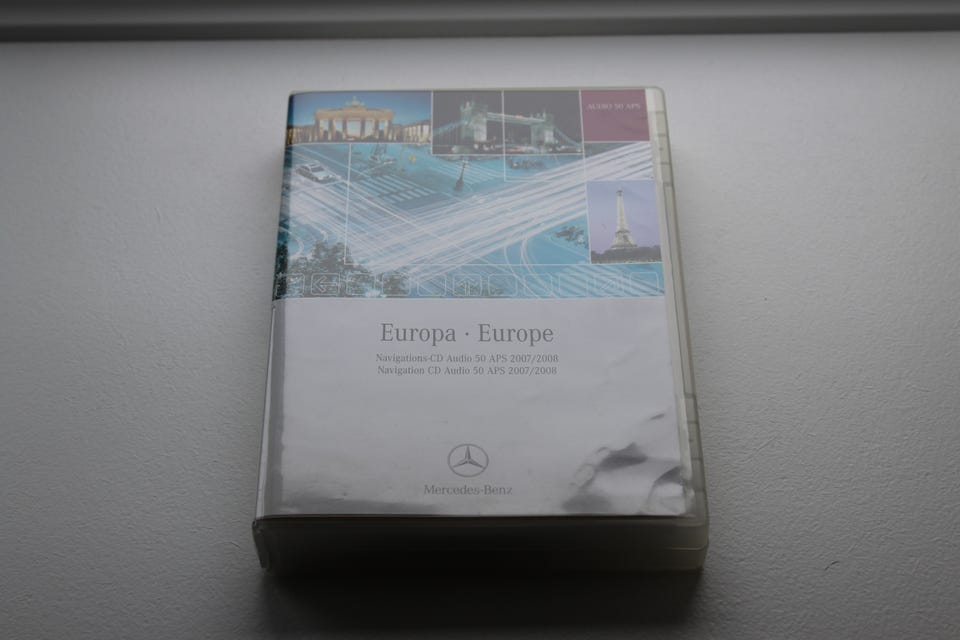 AUDIO 50 APS
Europa · Europe
Navigations-CD Audio 50 APS 2007/2008
Navigation CD Audio 50 APS 2007/2008
Mercedes-Benz